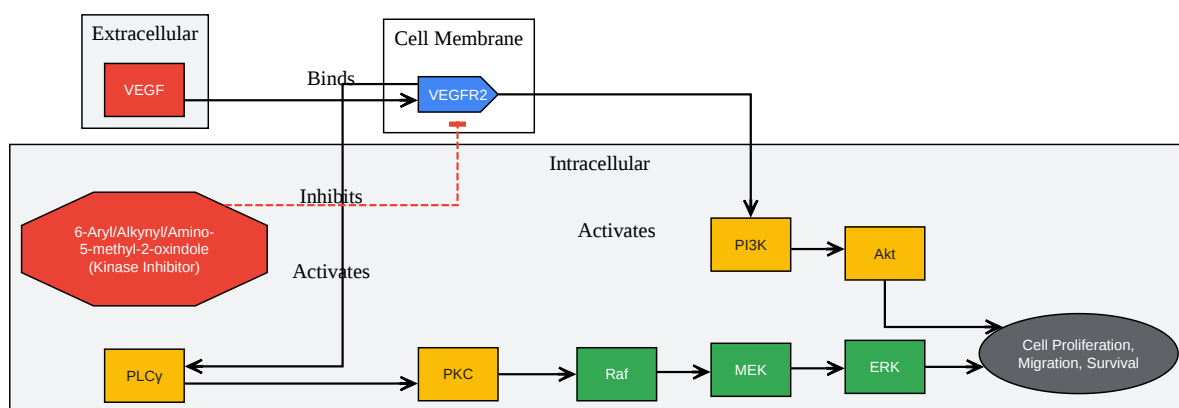 Extracellular
Cell Membrane
VEGF
Binds
VEGFR2
Intracellular
Inhibits
6-Aryl/Alkynyl/Amino-
5-methyl-2-oxindole
(Kinase Inhibitor)
Activates
PI3K
Akt
Activates
Cell Proliferation,
Migration, Survival
PLCγ
PKC
Raf
MEK
ERK